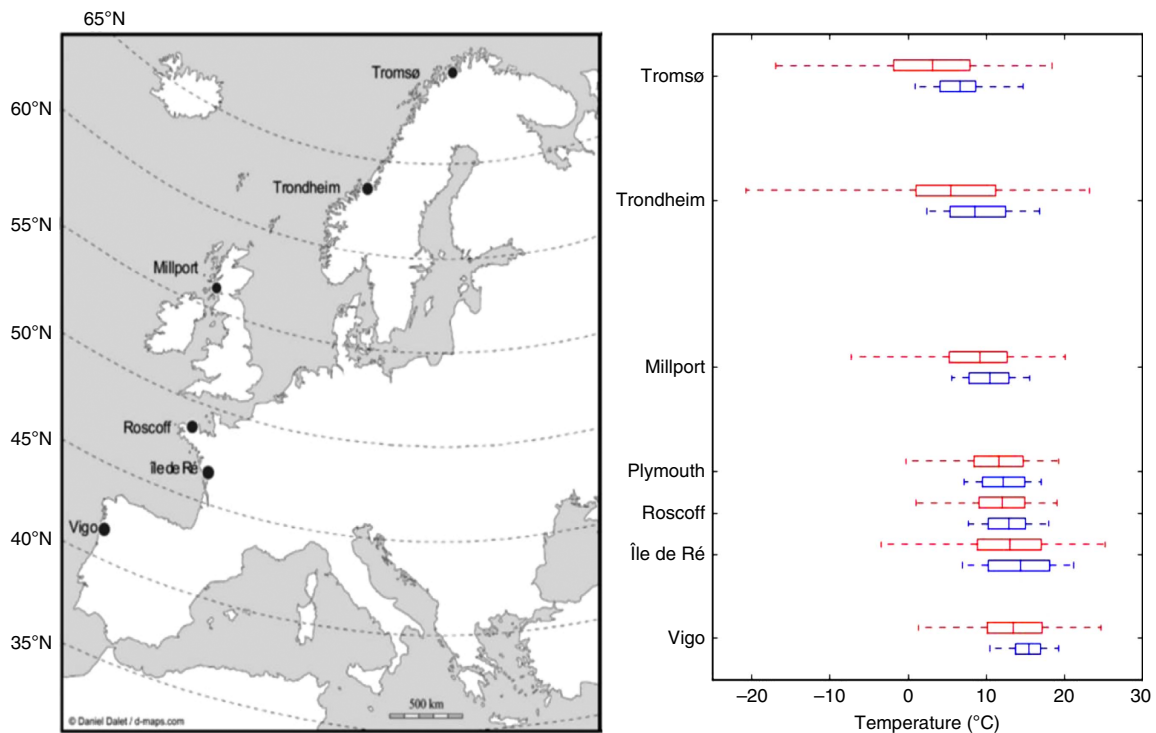 65°N
60°N
55°N
50°N
45°N
40°N
35°N
Tromsø
Trondheim
Millport
Roscoff
île de Ré
Vigo
500 km
© Daniel Dalet / d-maps.com
Tromsø
Trondheim
Millport
Plymouth
Roscoff
Île de Ré
Vigo
−20 −10 0 10 20 30
Temperature (°C)